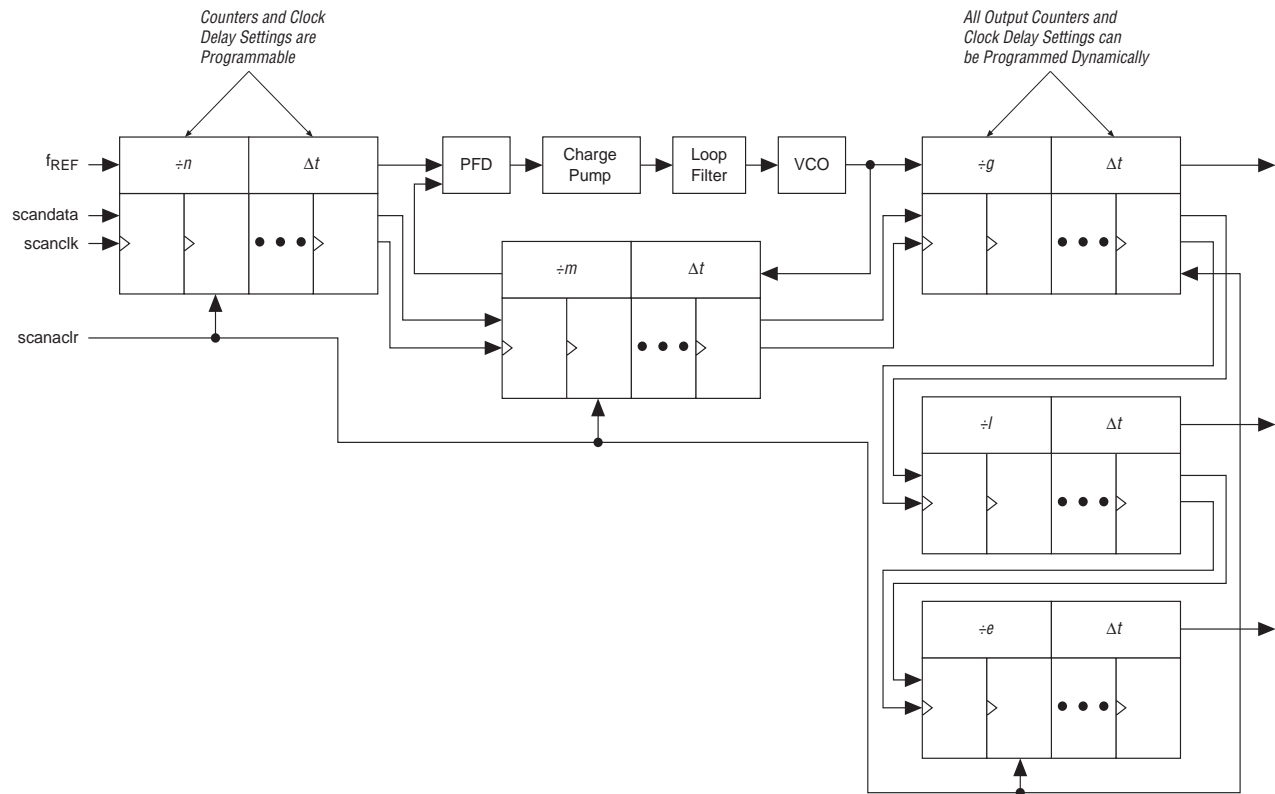 Counters and Clock
Delay Settings are
Programmable
All Output Counters and
Clock Delay Settings can
be Programmed Dynamically
fREF
÷n
Δt
PFD
Charge
Pump
Loop
Filter
VCO
÷g
Δt
scandata
scanclk
÷m
Δt
scanaclr
÷l
Δt
÷e
Δt